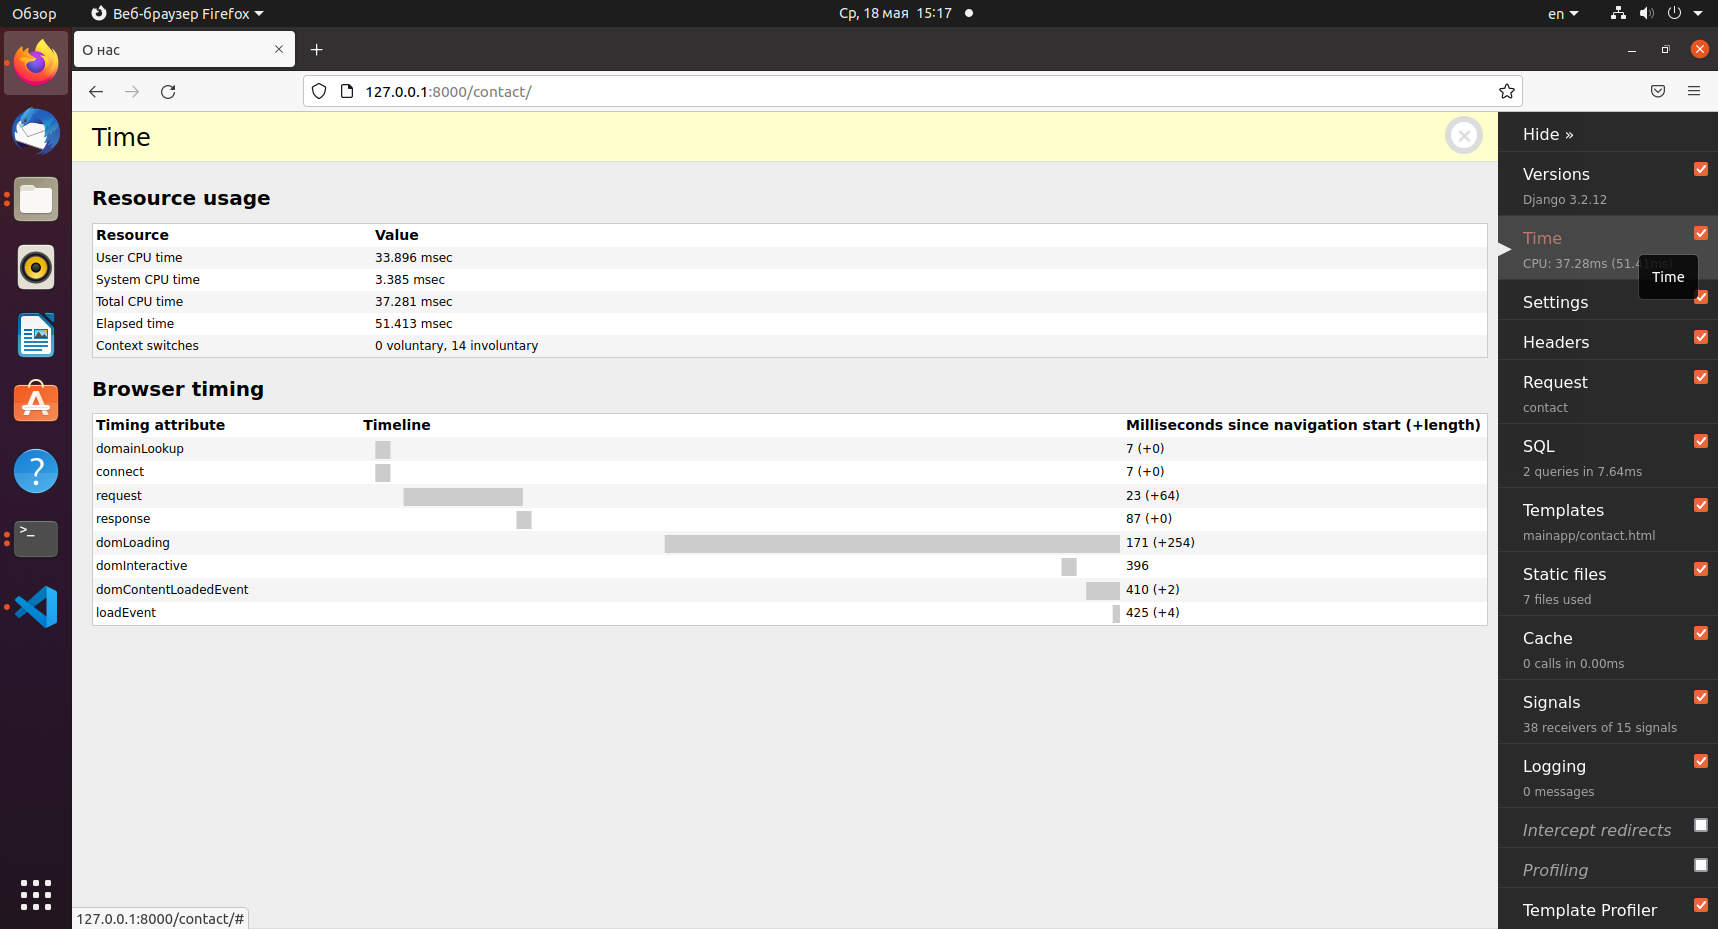 Обзор
Веб-браузер Firefox
Ср, 18 мая 15:17
en
О нас
127.0.0.1:8000/contact/
Time
Resource usage
Resource Value
User CPU time 33.896 msec
System CPU time 3.385 msec
Total CPU time 37.281 msec
Elapsed time 51.413 msec
Context switches 0 voluntary, 14 involuntary
Browser timing
Timing attribute Timeline Milliseconds since navigation start (+length)
domainLookup 7 (+0)
connect 7 (+0)
request 23 (+64)
response 87 (+0)
domLoading 171 (+254)
domInteractive 396
domContentLoadedEvent 410 (+2)
loadEvent 425 (+4)
Hide »
Versions
Django 3.2.12
Time
CPU: 37.28ms (51.41ms)
Time
Settings
Headers
Request
contact
SQL
2 queries in 7.64ms
Templates
mainapp/contact.html
Static files
7 files used
Cache
0 calls in 0.00ms
Signals
38 receivers of 15 signals
Logging
0 messages
Intercept redirects
Profiling
Template Profiler
127.0.0.1:8000/contact/#